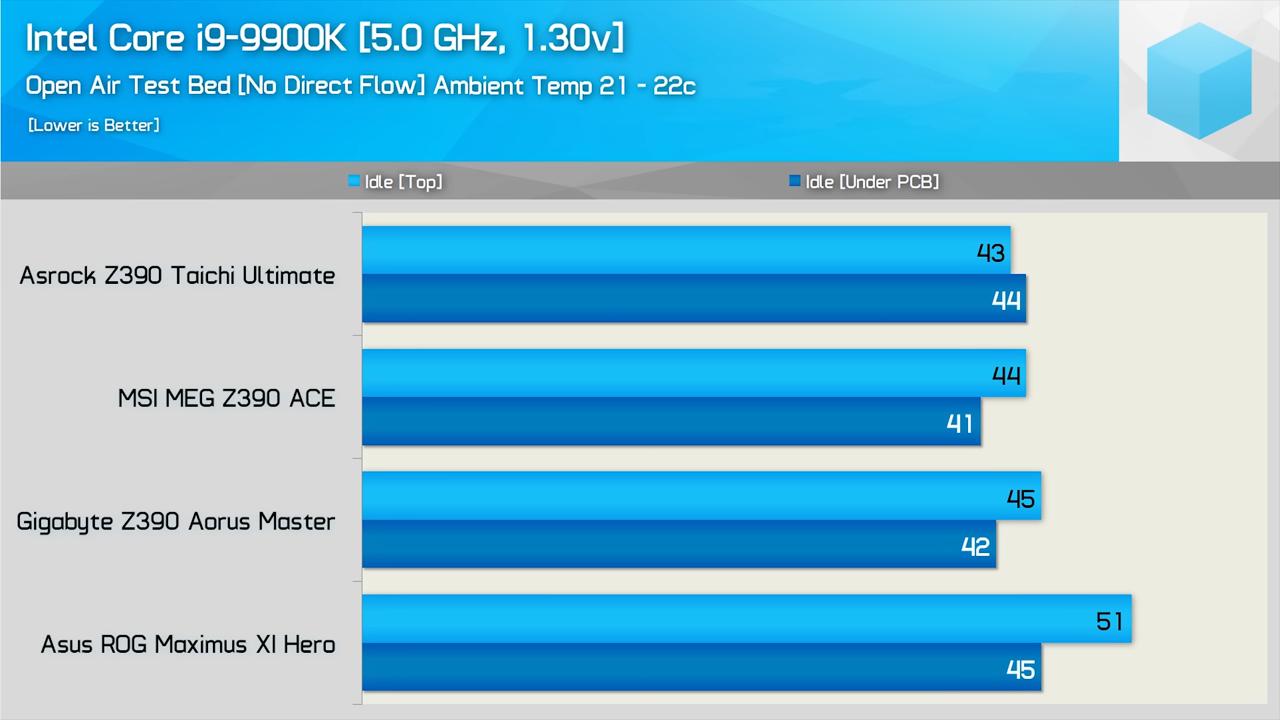 Intel Core i9-9900K [5.0 GHz, 1.30v]
Open Air Test Bed [No Direct Flow] Ambient Temp 21 - 22c
[Lower is Better]
Idle [Top] Idle [Under PCB]
Asrock Z390 Taichi Ultimate
43
44
MSI MEG Z390 ACE
44
41
Gigabyte Z390 Aorus Master
45
42
Asus ROG Maximus XI Hero
51
45